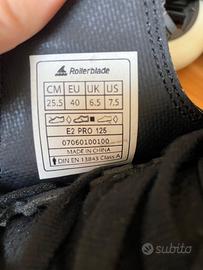 Rollerblade
CM EU UK US
25.5 40 6.5 7.5
E2 PRO 125
07060100100
MADE IN CHINA
DIN EN 13843 Class A
subito